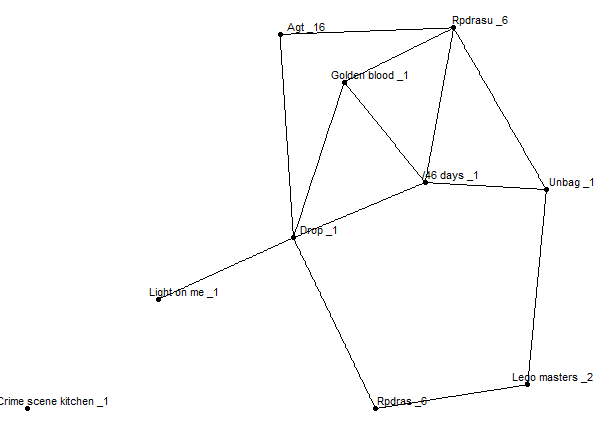 Agt _16
Rpdrasu _6
Golden blood _1
/46 days _1
Unbag _1
Drop _1
Light on me _1
Lego masters _2
Crime scene kitchen _1
Rpdras _6